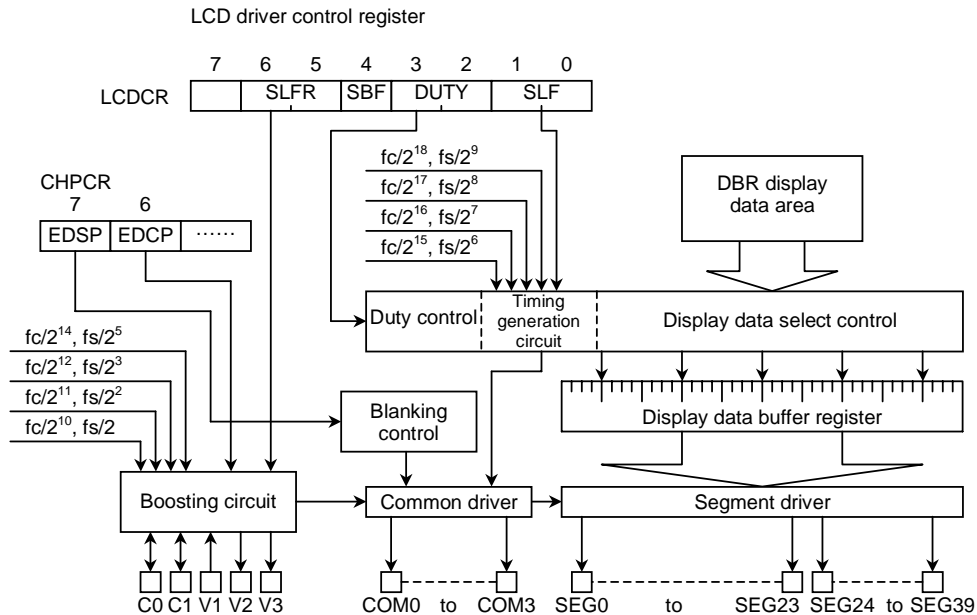 LCD driver control register
7 6 5 4 3 2 1 0
LCDCR SLFR SBF DUTY SLF
fc/2^18, fs/2^9
fc/2^17, fs/2^8
fc/2^16, fs/2^7
fc/2^15, fs/2^6
DBR display
data area
CHPCR
7 6
EDSP EDCP ······
Duty control
Timing
generation
circuit
Display data select control
fc/2^14, fs/2^5
fc/2^12, fs/2^3
fc/2^11, fs/2^2
fc/2^10, fs/2
Blanking
control
Display data buffer register
Boosting circuit
Common driver
Segment driver
C0 C1 V1 V2 V3
COM0 to COM3
SEG0 to SEG23
SEG24 to SEG39